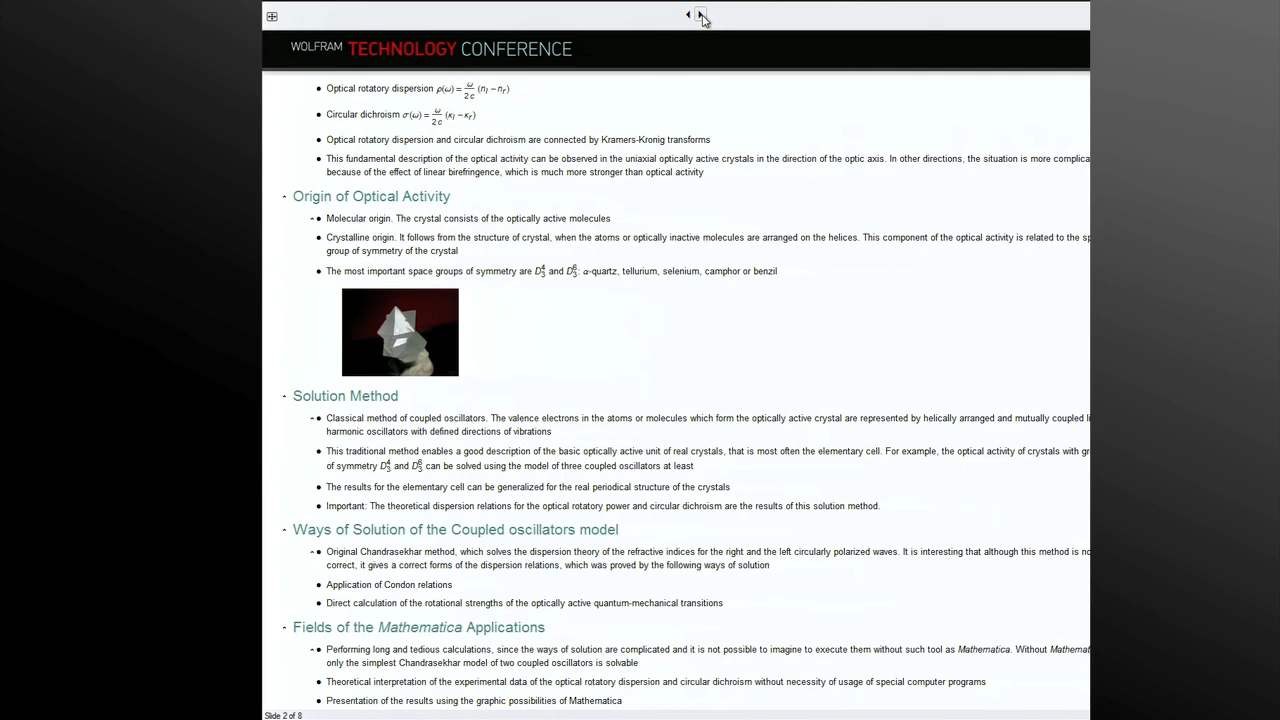 WOLFRAM TECHNOLOGY CONFERENCE
• Optical rotatory dispersion ρ(ω) = ω/2c (n_l − n_r)
• Circular dichroism σ(ω) = ω/2c (κ_l − κ_r)
• Optical rotatory dispersion and circular dichroism are connected by Kramers-Kronig transforms
• This fundamental description of the optical activity can be observed in the uniaxial optically active crystals in the direction of the optic axis. In other directions, the situation is more complica
because of the effect of linear birefringence, which is much more stronger than optical activity
Origin of Optical Activity
• Molecular origin. The crystal consists of the optically active molecules
• Crystalline origin. It follows from the structure of crystal, when the atoms or optically inactive molecules are arranged on the helices. This component of the optical activity is related to the sp
group of symmetry of the crystal
• The most important space groups of symmetry are D₃⁴ and D₃⁶: α-quartz, tellurium, selenium, camphor or benzil
Solution Method
• Classical method of coupled oscillators. The valence electrons in the atoms or molecules which form the optically active crystal are represented by helically arranged and mutually coupled li
harmonic oscillators with defined directions of vibrations
• This traditional method enables a good description of the basic optically active unit of real crystals, that is most often the elementary cell. For example, the optical activity of crystals with gr
of symmetry D₃⁴ and D₃⁶ can be solved using the model of three coupled oscillators at least
• The results for the elementary cell can be generalized for the real periodical structure of the crystals
• Important: The theoretical dispersion relations for the optical rotatory power and circular dichroism are the results of this solution method.
Ways of Solution of the Coupled oscillators model
• Original Chandrasekhar method, which solves the dispersion theory of the refractive indices for the right and the left circularly polarized waves. It is interesting that although this method is no
correct, it gives a correct forms of the dispersion relations, which was proved by the following ways of solution
• Application of Condon relations
• Direct calculation of the rotational strengths of the optically active quantum-mechanical transitions
Fields of the Mathematica Applications
• Performing long and tedious calculations, since the ways of solution are complicated and it is not possible to imagine to execute them without such tool as Mathematica. Without Mathemat
only the simplest Chandrasekhar model of two coupled oscillators is solvable
• Theoretical interpretation of the experimental data of the optical rotatory dispersion and circular dichroism without necessity of usage of special computer programs
• Presentation of the results using the graphic possibilities of Mathematica
Slide 2 of 8